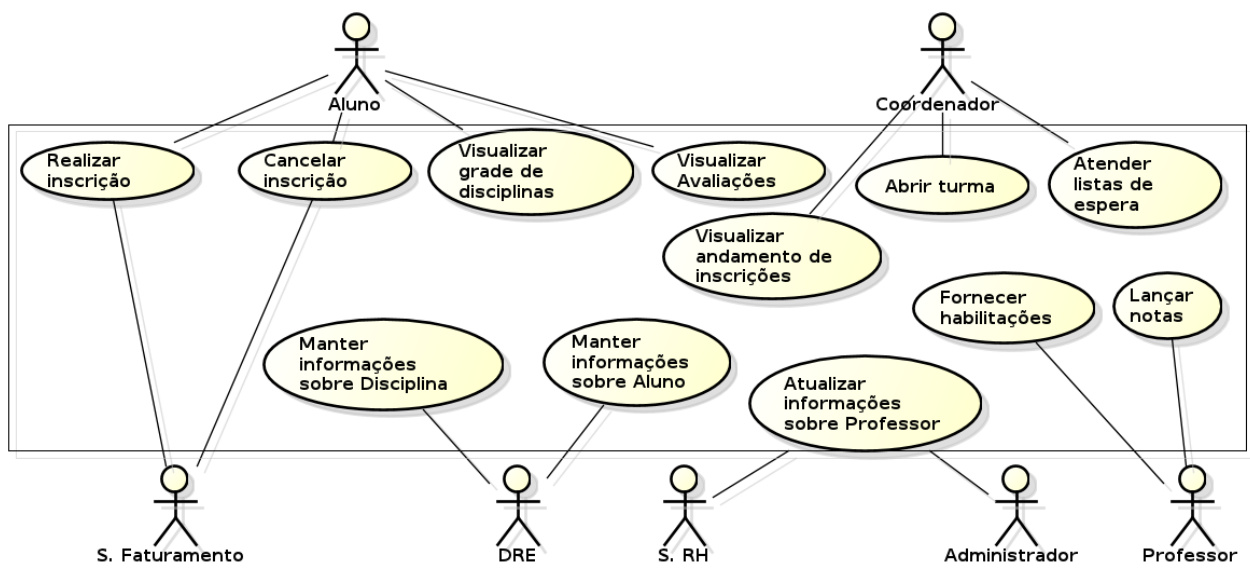 Aluno
Coordenador
Realizar
inscrição
Cancelar
inscrição
Visualizar
grade de
disciplinas
Visualizar
Avaliações
Abrir turma
Atender
listas de
espera
Visualizar
andamento de
inscrições
Fornecer
habilitações
Lançar
notas
Manter
informações
sobre Disciplina
Manter
informações
sobre Aluno
Atualizar
informações
sobre Professor
S. Faturamento
DRE
S. RH
Administrador
Professor